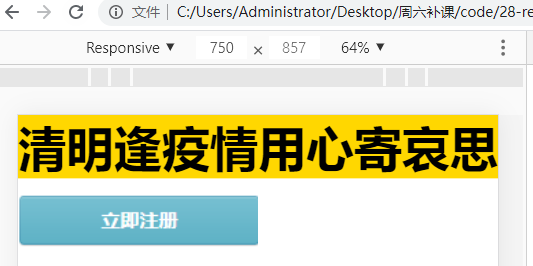 文件 C:/Users/Administrator/Desktop/周六补课/code/28-re
Responsive ▼ 750 × 857 64% ▼
清明逢疫情用心寄哀思
立即注册